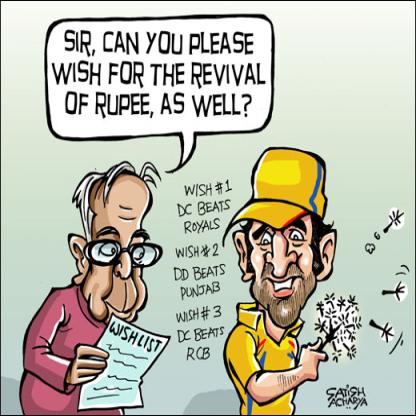 SIR, CAN YOU PLEASE
WISH FOR THE REVIVAL
OF RUPEE, AS WELL?
WISH #1
DC BEATS
ROYALS
WISH #2
DD BEATS
PUNJAB
WISH #3
DC BEATS
RCB
WISHLIST
SATISH
ACHARYA